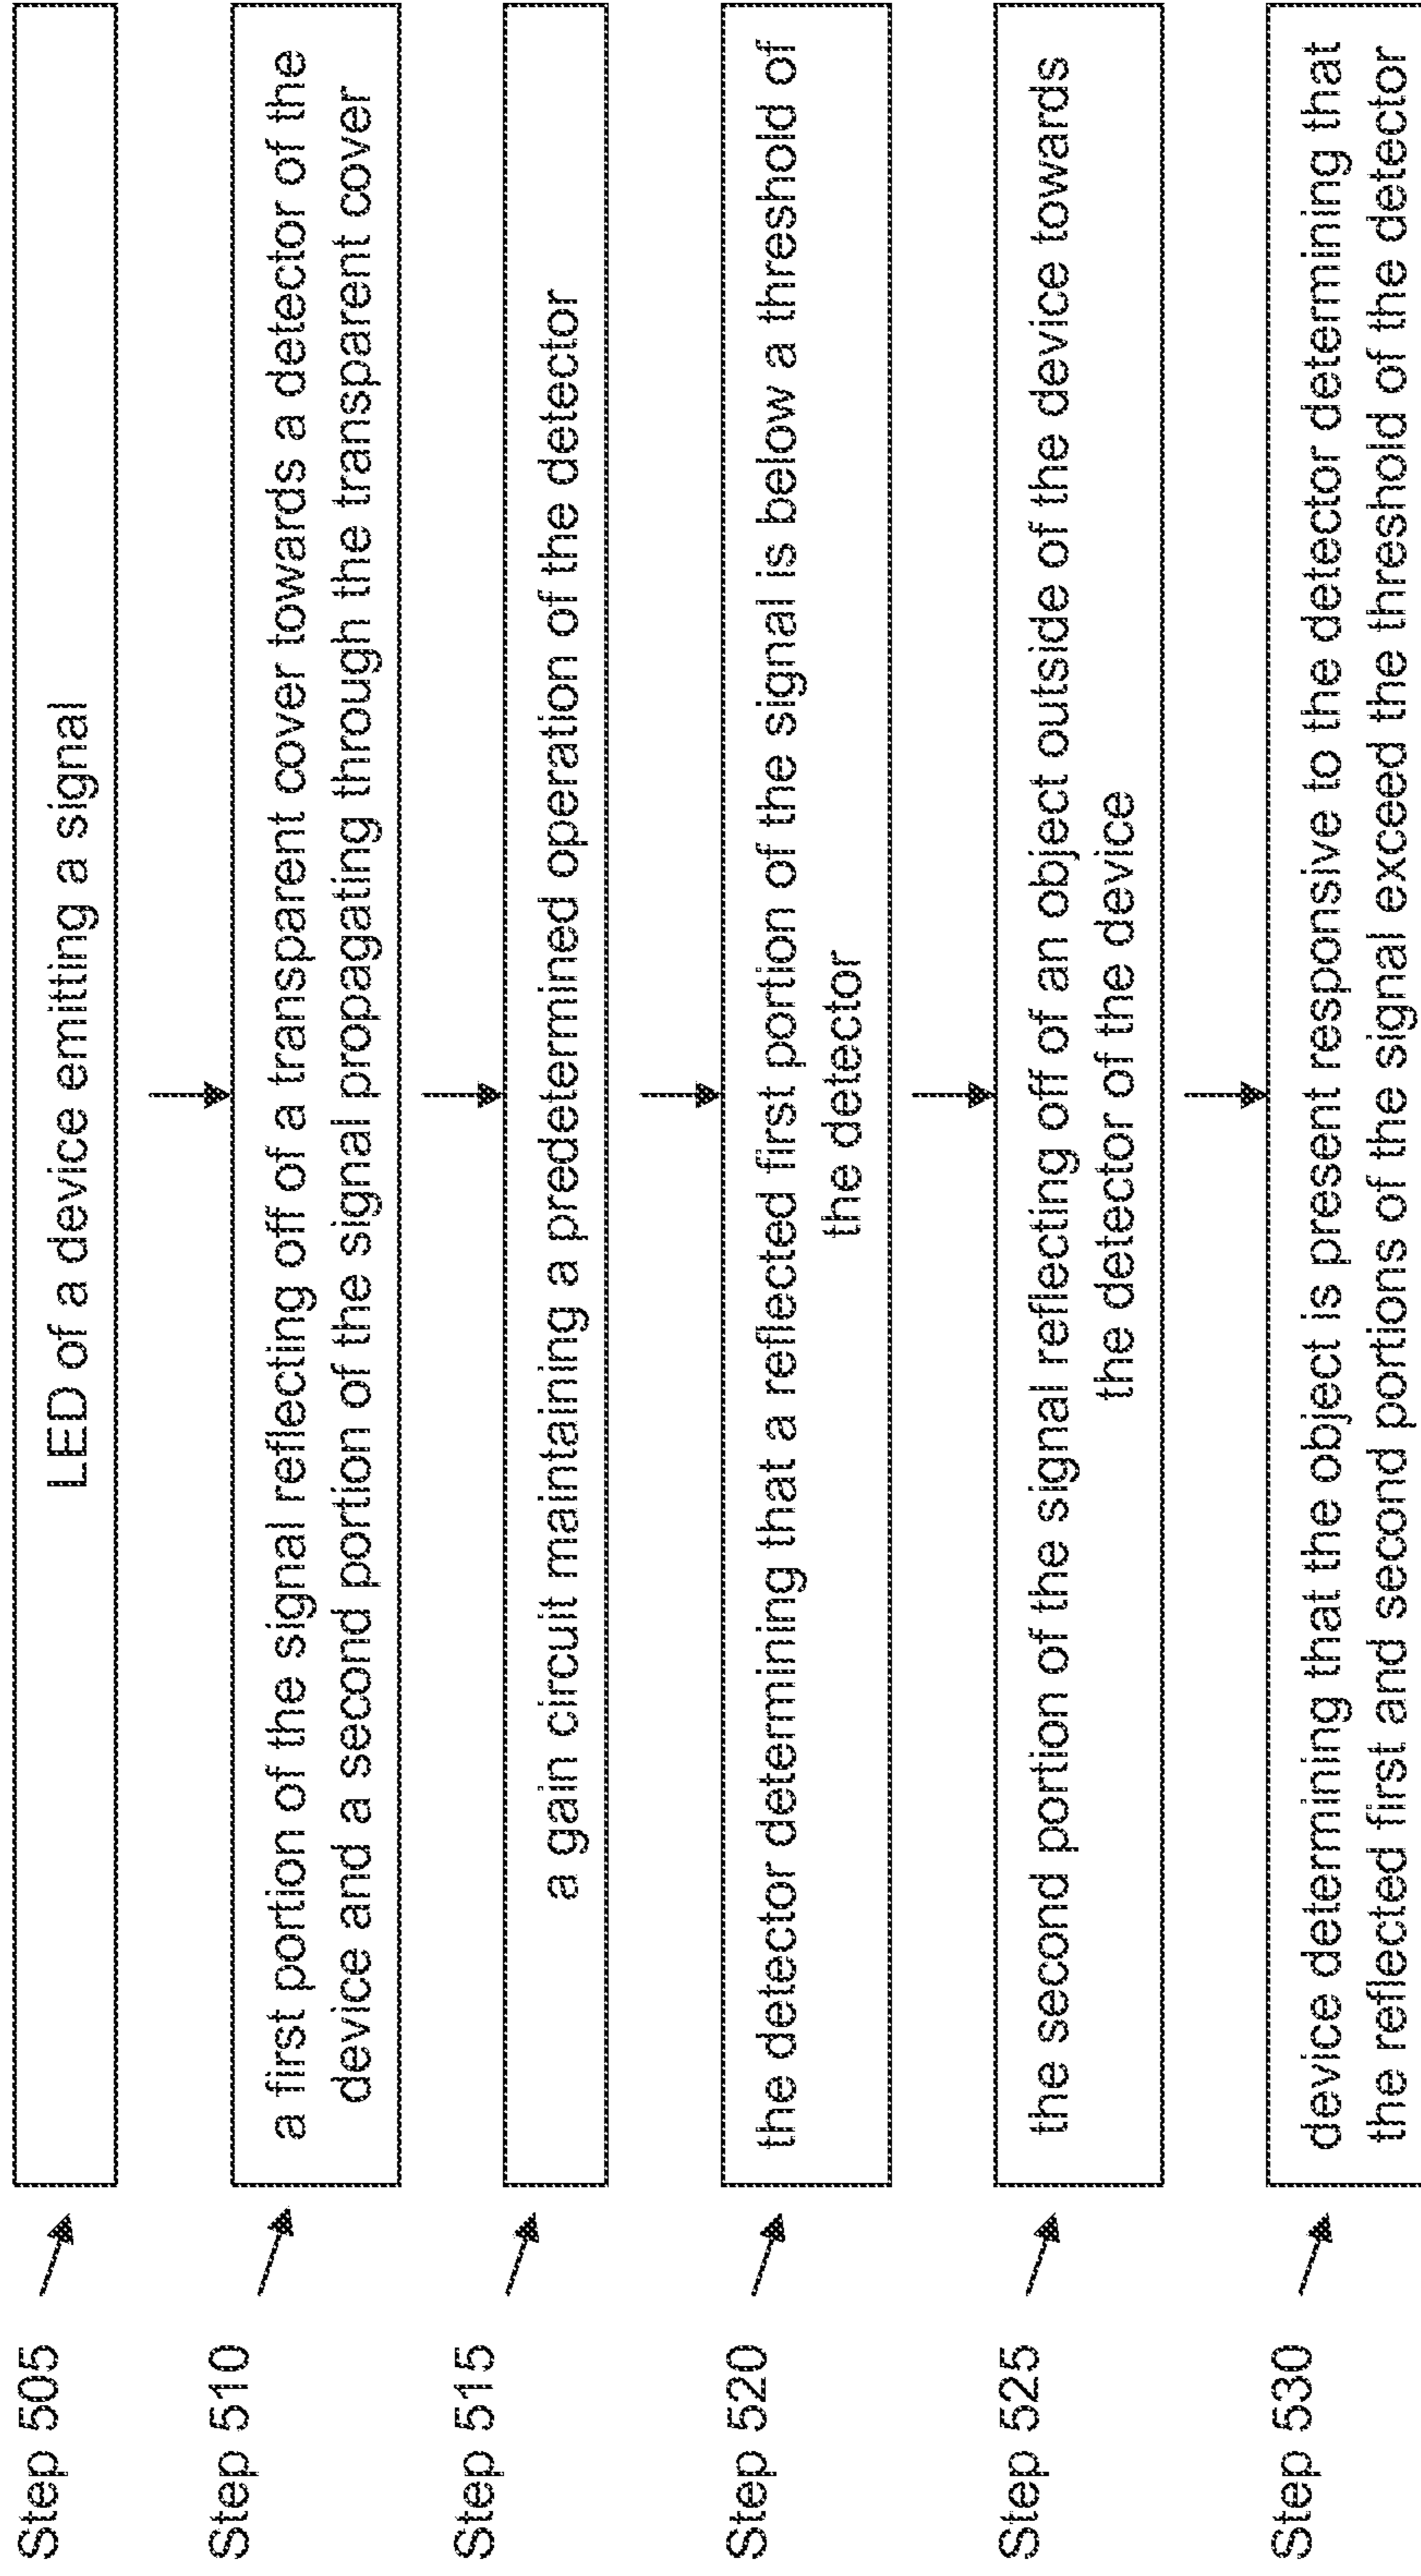 Step 505
LED of a device emitting a signal
Step 510
a first portion of the signal reflecting off of a transparent cover towards a detector of the
device and a second portion of the signal propagating through the transparent cover
Step 515
a gain circuit maintaining a predetermined operation of the detector
Step 520
the detector determining that a reflected first portion of the signal is below a threshold of
the detector
Step 525
the second portion of the signal reflecting off of an object outside of the device towards
the detector of the device
Step 530
device determining that the object is present responsive to the detector determining that
the reflected first and second portions of the signal exceed the threshold of the detector